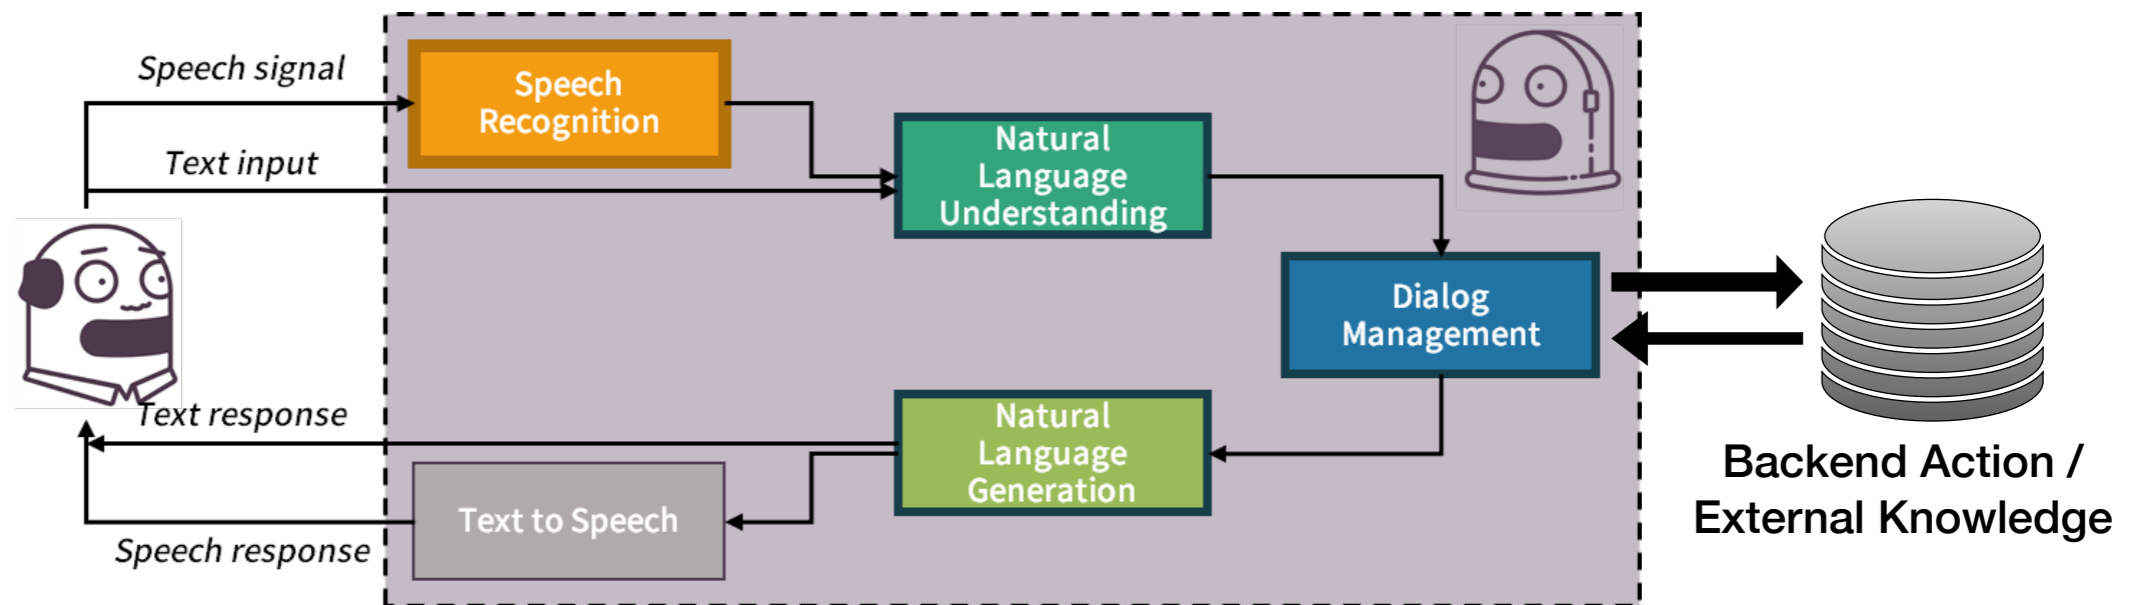 Speech signal
Speech
Recognition
Text input
Natural
Language
Understanding
Dialog
Management
Text response
Natural
Language
Generation
Text to Speech
Speech response
Backend Action /
External Knowledge